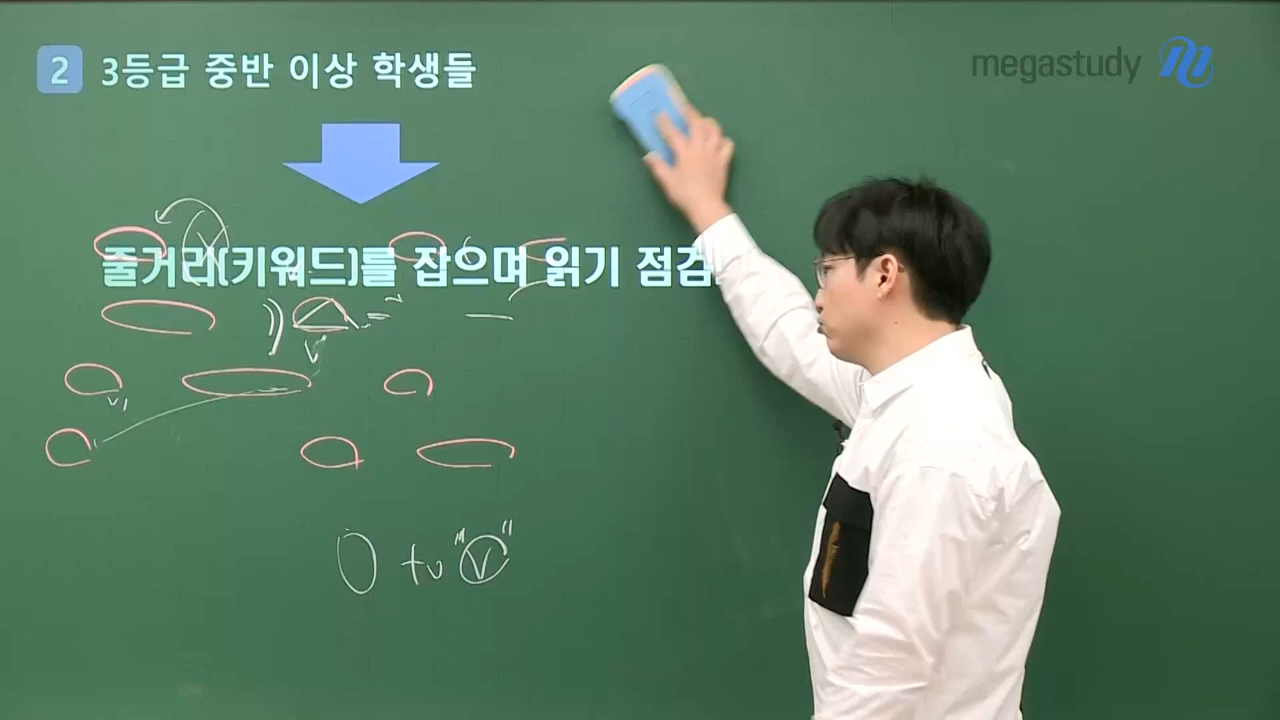 2 3등급 중반 이상 학생들
megastudy
줄거리(키워드)를 잡으며 읽기 점검
to "V"